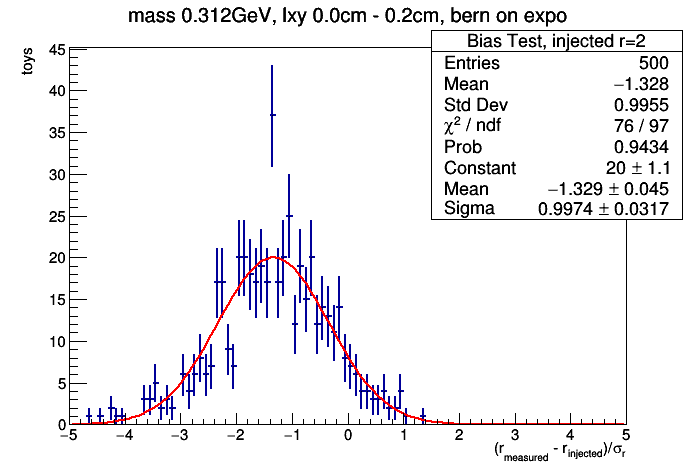 mass 0.312GeV, lxy 0.0cm - 0.2cm, bern on expo
toys
Bias Test, injected r=2
Entries 500
Mean −1.328
Std Dev 0.9955
χ² / ndf 76 / 97
Prob 0.9434
Constant 20 ± 1.1
Mean −1.329 ± 0.045
Sigma 0.9974 ± 0.0317
45
40
35
30
25
20
15
10
5
0
−5 −4 −3 −2 −1 0 1 2 3 4 5
(r_measured - r_injected)/σ_r